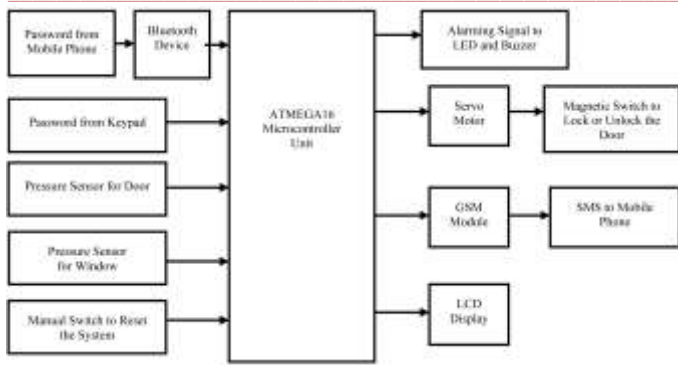 Password from
Mobile Phone
Bluetooth
Device
Password from Keypad
Pressure Sensor for Door
Pressure Sensor
for Window
Manual Switch to Reset
the System
ATMEGA16
Microcontroller
Unit
Alarming Signal to
LED and Buzzer
Servo
Motor
Magnetic Switch to
Lock or Unlock the
Door
GSM
Module
SMS to Mobile
Phone
LCD
Display